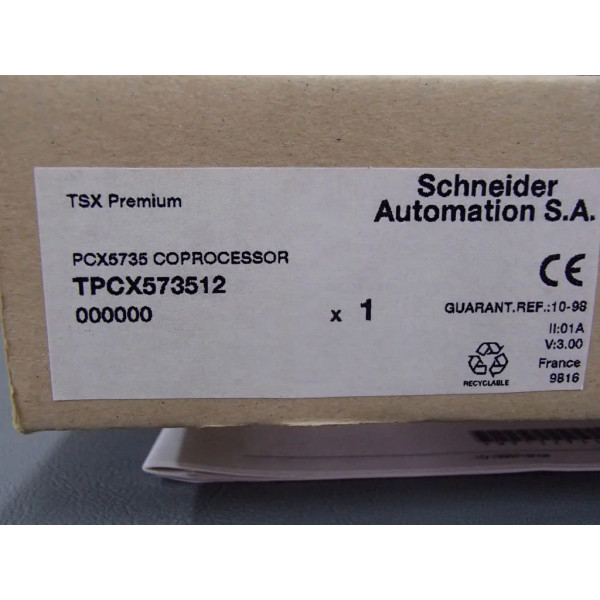 TSX Premium
Schneider
Automation S.A.
PCX5735 COPROCESSOR
TPCX573512
000000
x 1
CE
GUARANT.REF.:10-98
II:01A
V:3.00
France
9816
RECYCLABLE